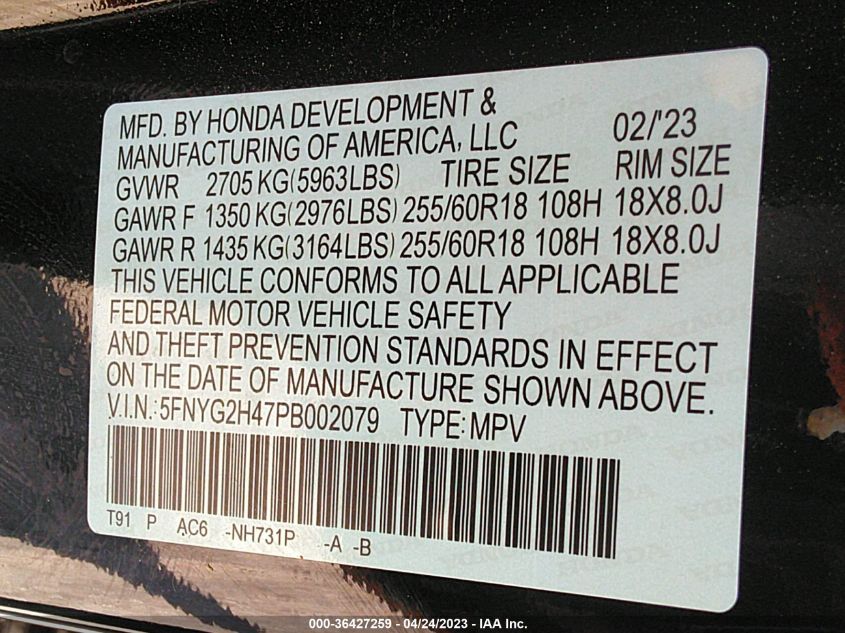 MFD. BY HONDA DEVELOPMENT &
MANUFACTURING OF AMERICA, LLC 02/'23
GVWR 2705 KG(5963LBS) TIRE SIZE RIM SIZE
GAWR F 1350 KG(2976LBS) 255/60R18 108H 18X8.0J
GAWR R 1435 KG(3164LBS) 255/60R18 108H 18X8.0J
THIS VEHICLE CONFORMS TO ALL APPLICABLE
FEDERAL MOTOR VEHICLE SAFETY
AND THEFT PREVENTION STANDARDS IN EFFECT
ON THE DATE OF MANUFACTURE SHOWN ABOVE.
V.I.N.: 5FNYG2H47PB002079 TYPE: MPV
T91 P AC6 -NH731P -A -B
000-36427259 - 04/24/2023 - IAA Inc.